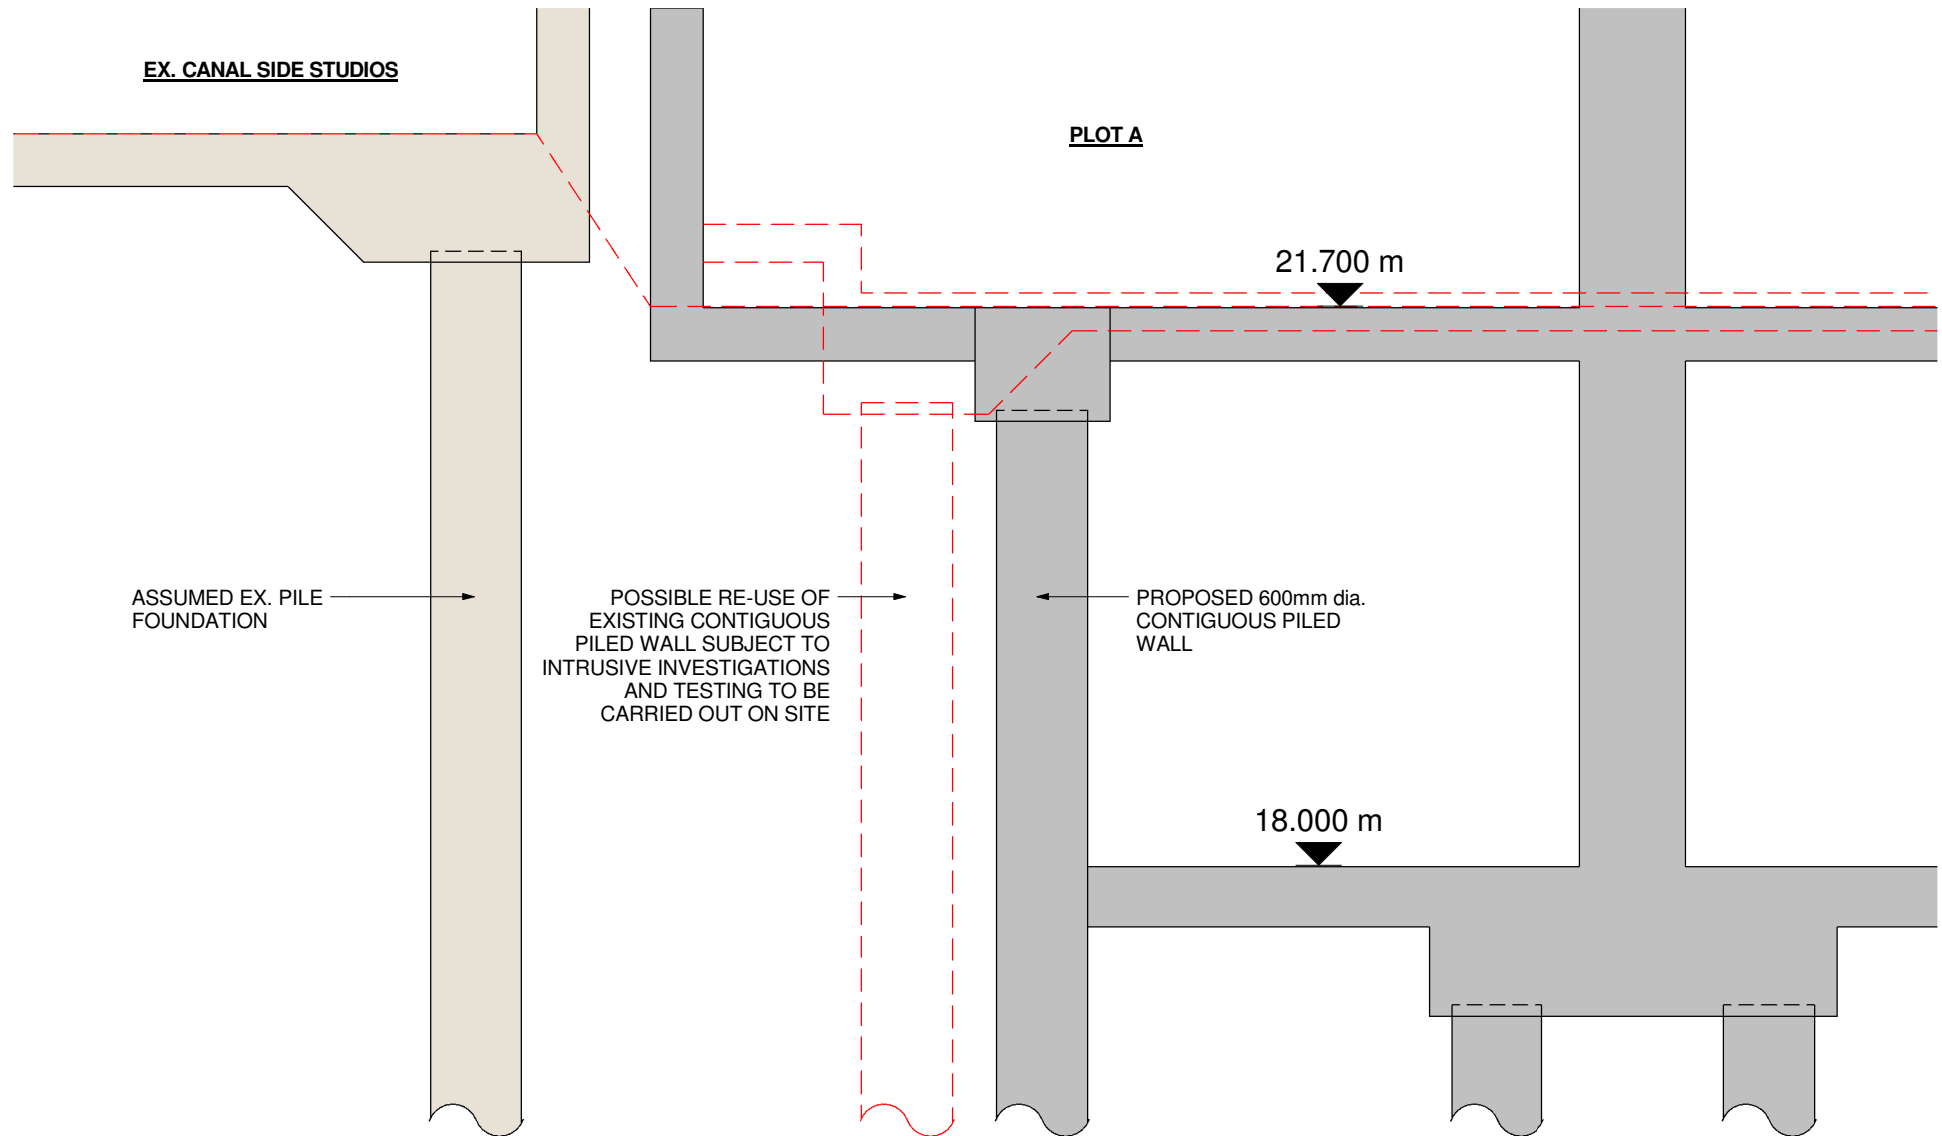 EX. CANAL SIDE STUDIOS
PLOT A
21.700 m
ASSUMED EX. PILE
FOUNDATION
POSSIBLE RE-USE OF
EXISTING CONTIGUOUS
PILED WALL SUBJECT TO
INTRUSIVE INVESTIGATIONS
AND TESTING TO BE
CARRIED OUT ON SITE
PROPOSED 600mm dia.
CONTIGUOUS PILED
WALL
18.000 m